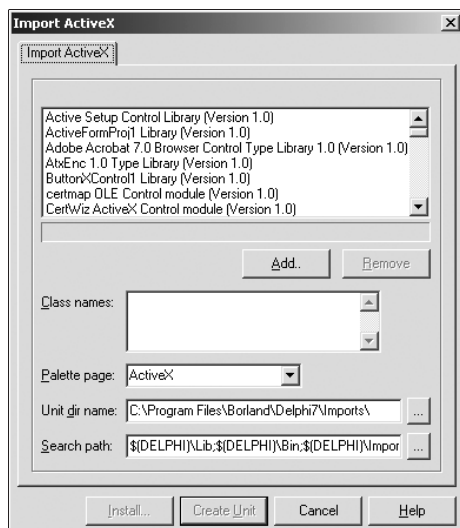 Import ActiveX
Import ActiveX
Active Setup Control Library (Version 1.0)
ActiveFormProj1 Library (Version 1.0)
Adobe Acrobat 7.0 Browser Control Type Library 1.0 (Version 1.0)
AtxEnc 1.0 Type Library (Version 1.0)
ButtonXControl1 Library (Version 1.0)
certmap OLE Control module (Version 1.0)
CertWiz ActiveX Control module (Version 1.0)
Add.. Remove
Class names:
Palette page: ActiveX
Unit dir name: C:\Program Files\Borland\Delphi7\Imports\ ...
Search path: $(DELPHI)\Lib;$(DELPHI)\Bin;$(DELPHI)\Impor ...
Install... Create Unit Cancel Help